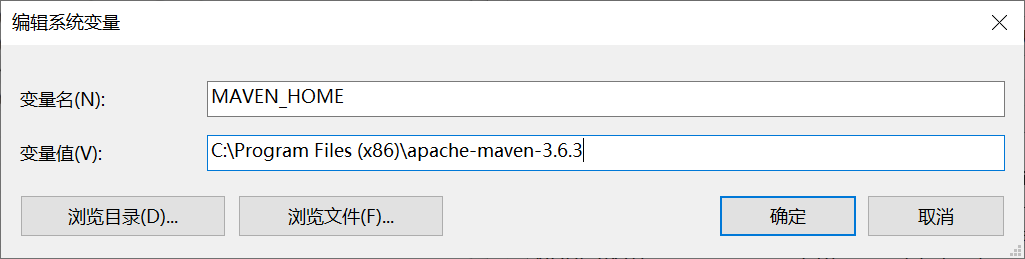 编辑系统变量
变量名(N):
MAVEN_HOME
变量值(V):
C:\Program Files (x86)\apache-maven-3.6.3
浏览目录(D)...
浏览文件(F)...
确定
取消